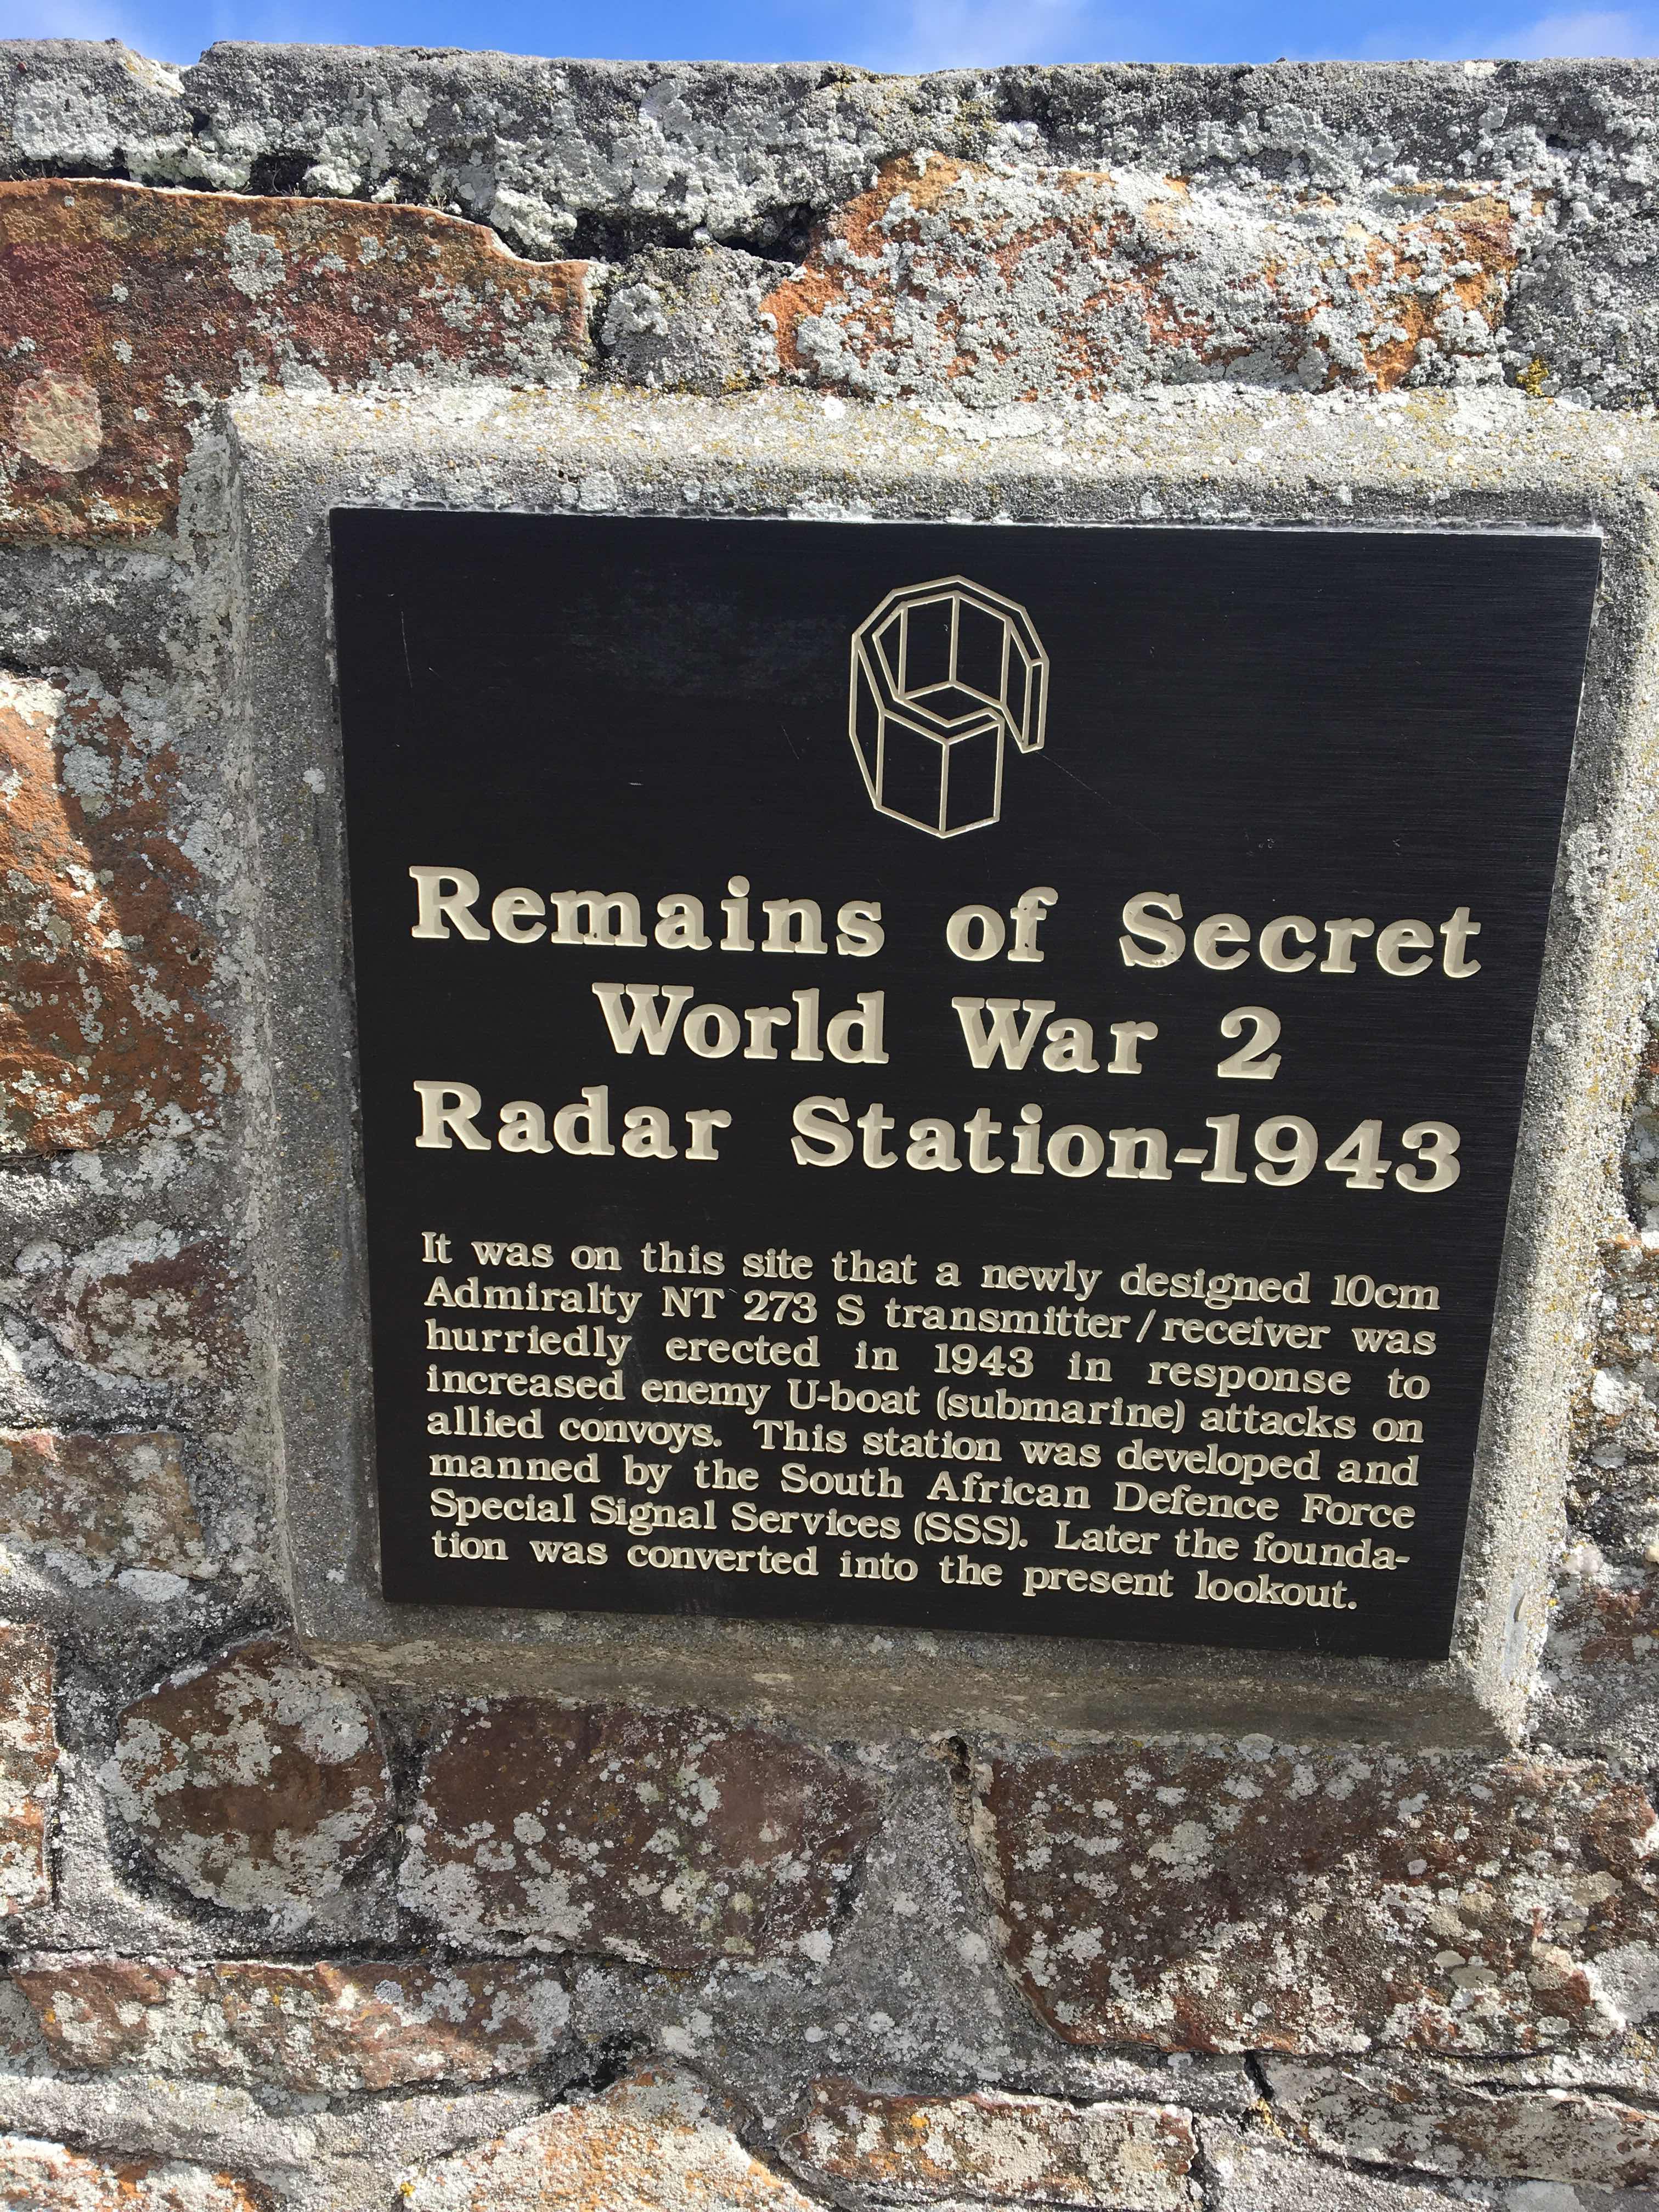 Remains of Secret
World War 2
Radar Station-1943
It was on this site that a newly designed 10cm
Admiralty NT 273 S transmitter/receiver was
hurriedly erected in 1943 in response to
increased enemy U-boat (submarine) attacks on
allied convoys. This station was developed and
manned by the South African Defence Force
Special Signal Services (SSS). Later the founda-
tion was converted into the present lookout.